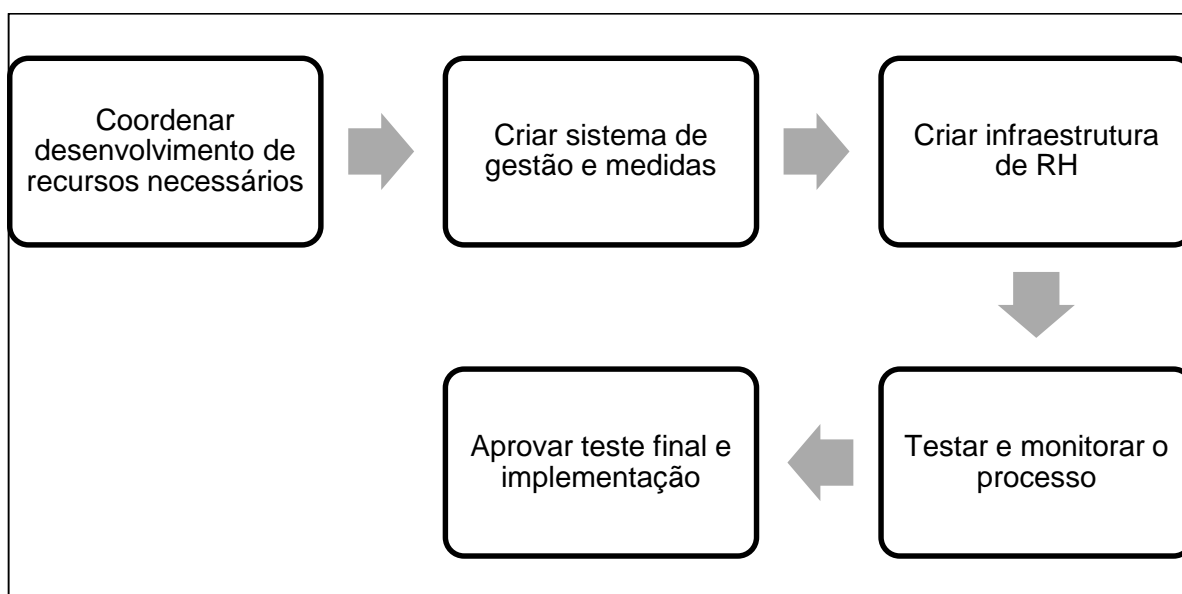 Coordenar
desenvolvimento de
recursos necessários
Criar sistema de
gestão e medidas
Criar infraestrutura
de RH
Testar e monitorar o
processo
Aprovar teste final e
implementação